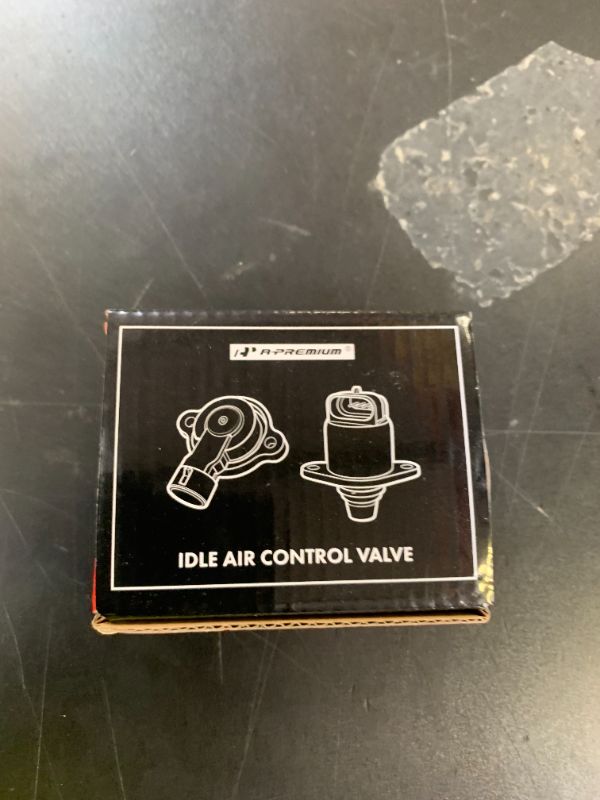 A-PREMIUM®
IDLE AIR CONTROL VALVE